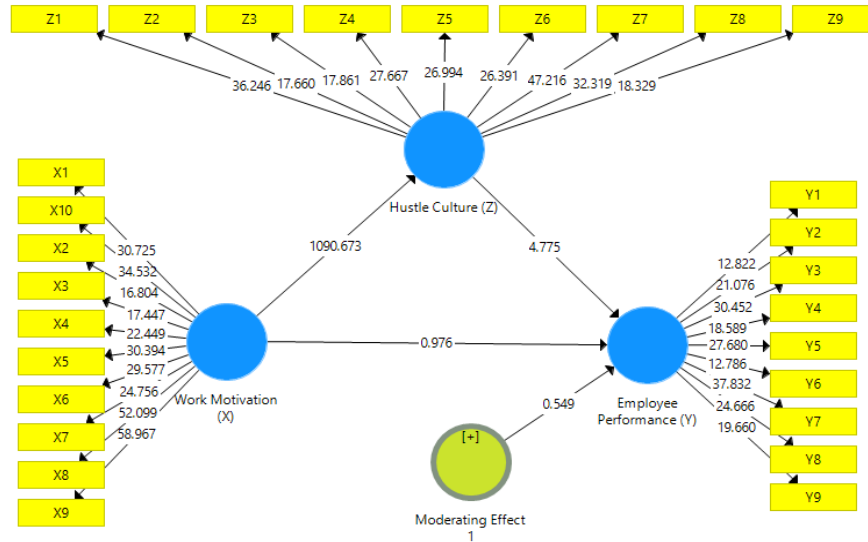 Z1 Z2 Z3 Z4 Z5 Z6 Z7 Z8 Z9
36.246 17.660 17.861 27.667 26.994 26.391 47.216 32.319 18.329
Hustle Culture (Z)
X1
X10
X2
X3
X4
X5
X6
X7
X8
X9
30.725
34.532
16.804
17.447
22.449
30.394
29.577
24.756
52.099
58.967
Work Motivation
(X)
1090.673
4.775
0.976
0.549
[+]
Moderating Effect
1
Employee
Performance (Y)
12.822
21.076
30.452
18.589
27.680
12.786
37.832
24.666
19.660
Y1
Y2
Y3
Y4
Y5
Y6
Y7
Y8
Y9